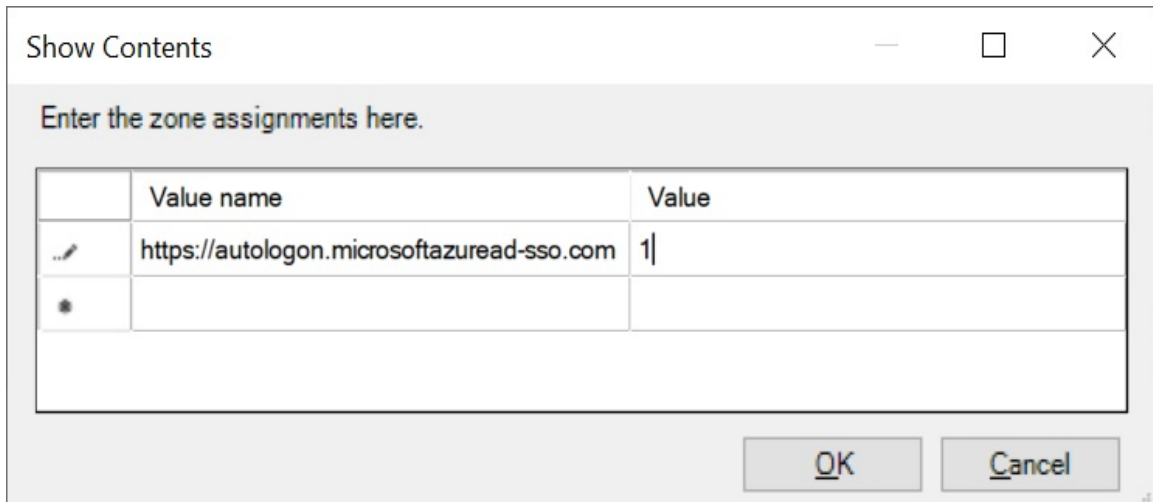 Show Contents
Enter the zone assignments here.
Value name Value
https://autologon.microsoftazuread-sso.com 1
OK Cancel